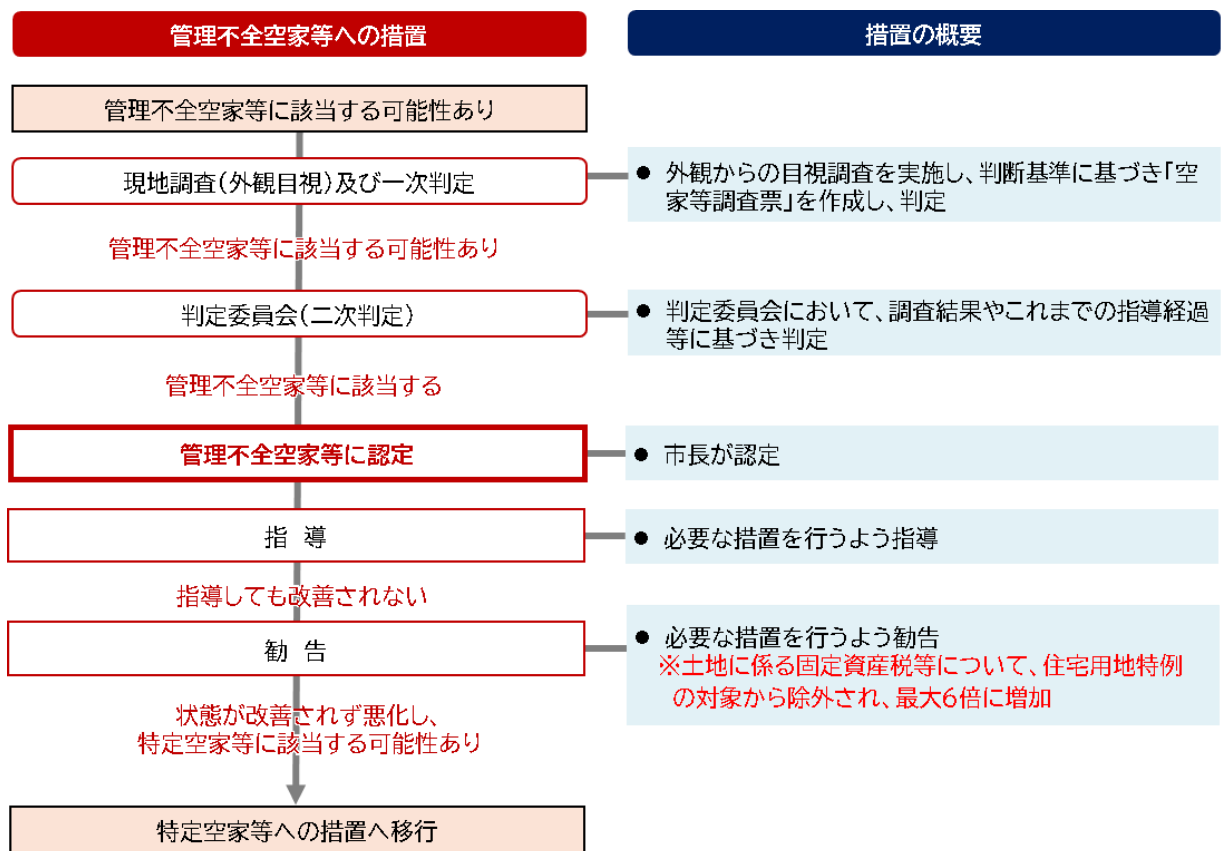 管理不全空家等への措置
措置の概要
管理不全空家等に該当する可能性あり
現地調査（外観目視）及び一次判定
● 外観からの目視調査を実施し、判断基準に基づき「空
家等調査票」を作成し、判定
管理不全空家等に該当する可能性あり
判定委員会（二次判定）
● 判定委員会において、調査結果やこれまでの指導経過
等に基づき判定
管理不全空家等に該当する
管理不全空家等に認定
● 市長が認定
指 導
● 必要な措置を行うよう指導
指導しても改善されない
勧 告
● 必要な措置を行うよう勧告
※土地に係る固定資産税等について、住宅用地特例
の対象から除外され、最大6倍に増加
状態が改善されず悪化し、
特定空家等に該当する可能性あり
特定空家等への措置へ移行